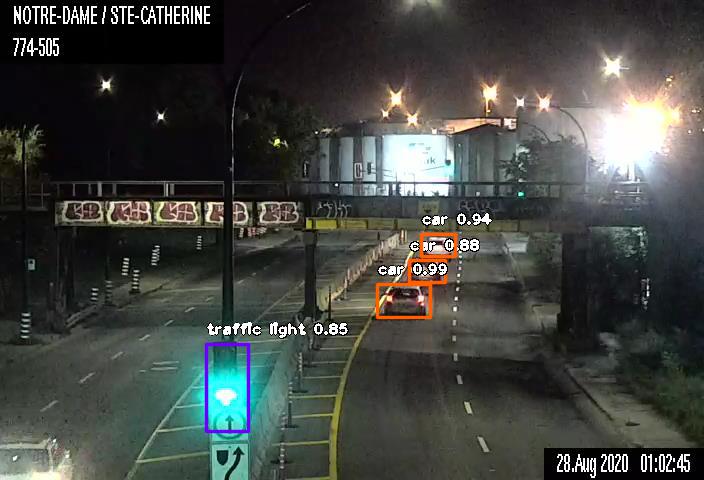 NOTRE-DAME / STE-CATHERINE
774-505
car 0.94
car 0.88
car 0.99
traffic light 0.85
28.Aug 2020 01:02:45